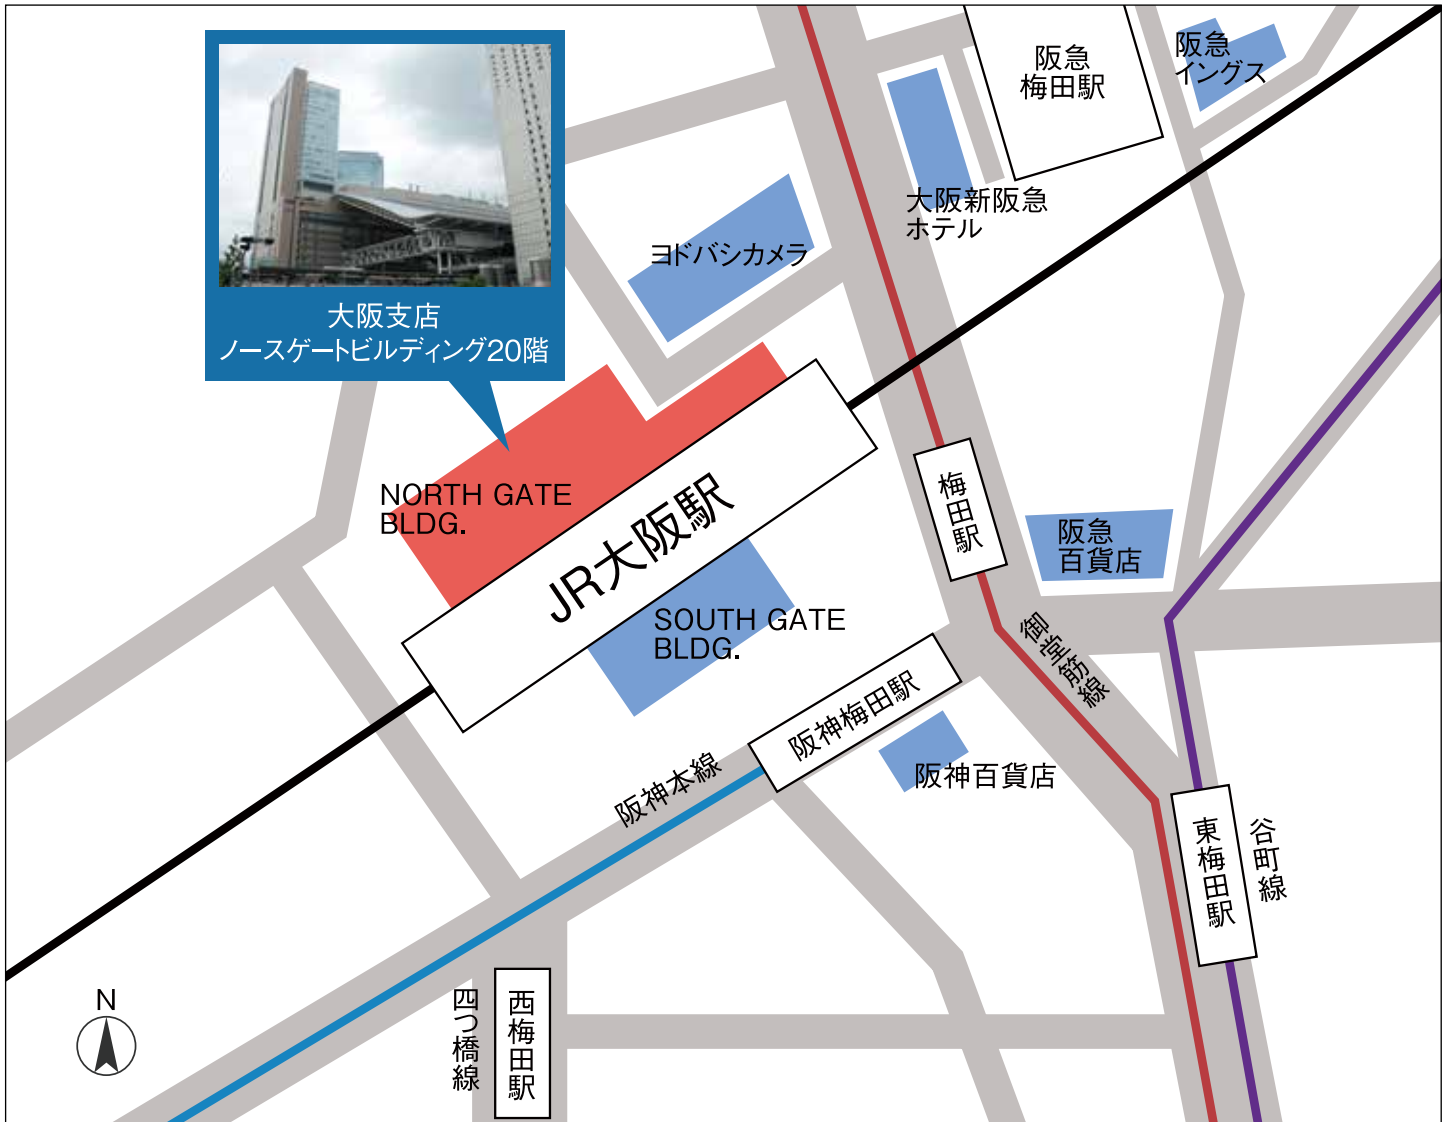 阪急
梅田駅
阪急
イングス
大阪新阪急
ホテル
ヨドバシカメラ
大阪支店
ノースゲートビルディング20階
NORTH GATE
BLDG.
JR大阪駅
梅田駅
阪急
百貨店
SOUTH GATE
BLDG.
御堂筋線
阪神梅田駅
阪神本線
阪神百貨店
東梅田駅
谷町線
N
四つ橋線
西梅田駅